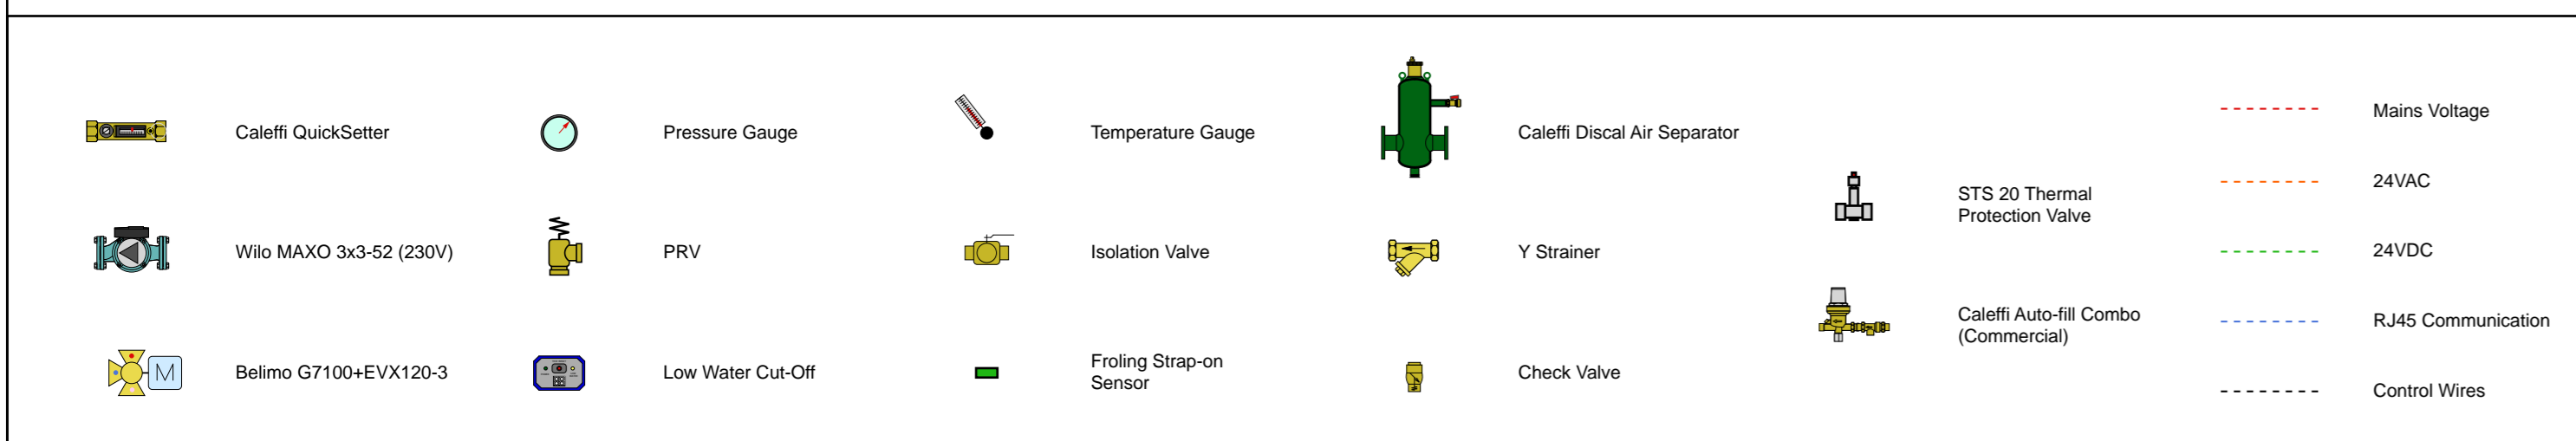 Caleffi QuickSetter
Pressure Gauge
Temperature Gauge
Caleffi Discal Air Separator
Mains Voltage
STS 20 Thermal
Protection Valve
24VAC
Wilo MAXO 3x3-52 (230V)
PRV
Isolation Valve
Y Strainer
24VDC
Caleffi Auto-fill Combo
(Commercial)
RJ45 Communication
Belimo G7100+EVX120-3
M
Low Water Cut-Off
Froling Strap-on
Sensor
Check Valve
Control Wires